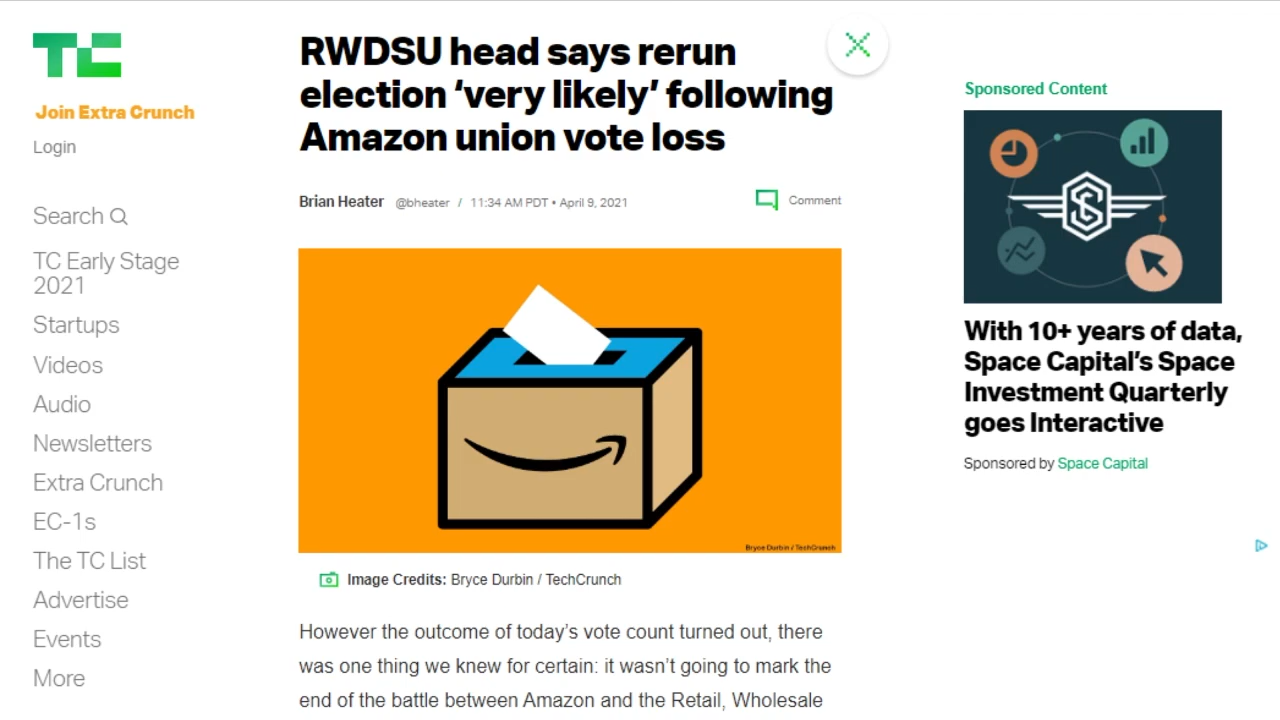 TC
Join Extra Crunch
Login
Search
TC Early Stage
2021
Startups
Videos
Audio
Newsletters
Extra Crunch
EC-1s
The TC List
Advertise
Events
More
RWDSU head says rerun
election ‘very likely’ following
Amazon union vote loss
Brian Heater @bheater / 11:34 AM PDT • April 9, 2021
Comment
Bryce Durbin / TechCrunch
Image Credits: Bryce Durbin / TechCrunch
However the outcome of today’s vote count turned out, there
was one thing we knew for certain: it wasn’t going to mark the
end of the battle between Amazon and the Retail, Wholesale
Sponsored Content
With 10+ years of data,
Space Capital’s Space
Investment Quarterly
goes Interactive
Sponsored by Space Capital